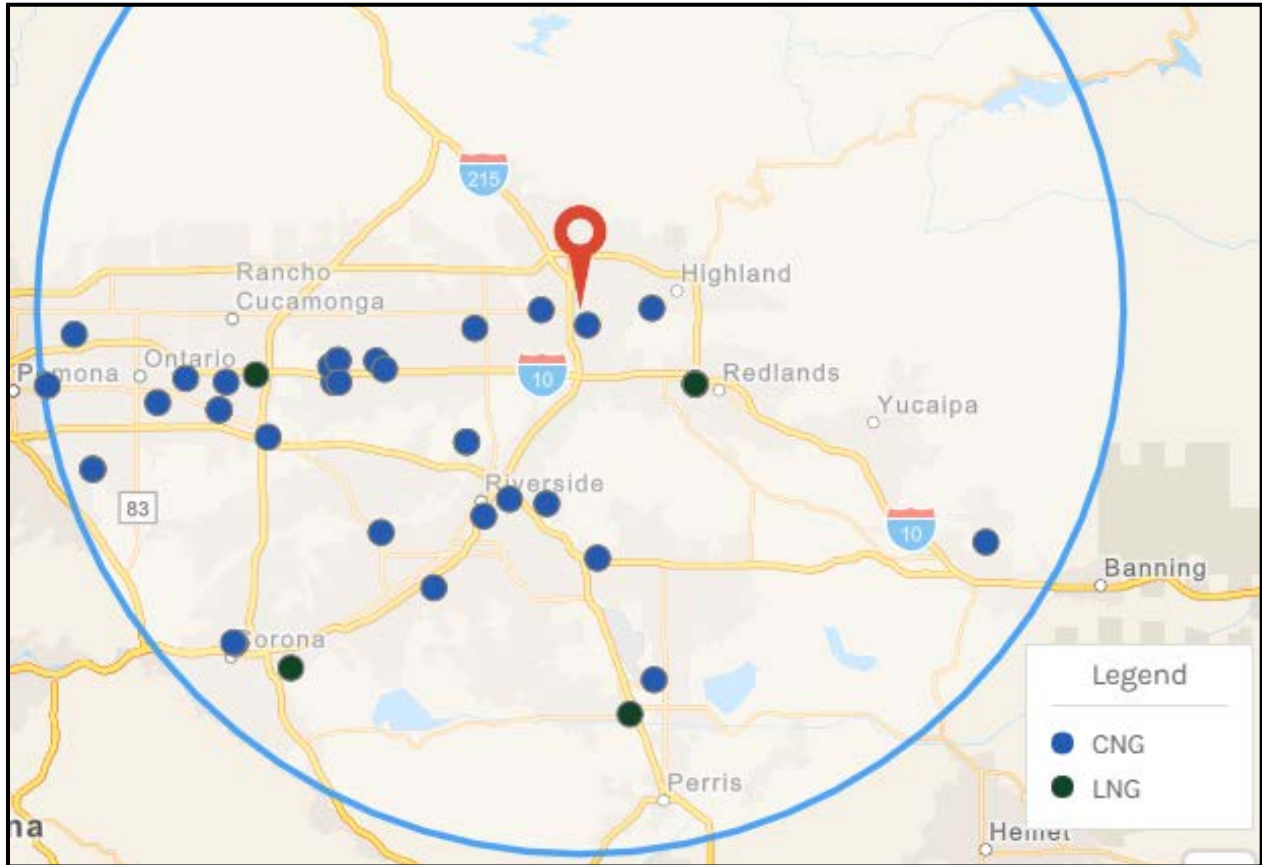 215
Rancho
Cucamonga
Highland
Ontario
10
Redlands
Yucaipa
83
Riverside
10
Banning
Corona
Legend
CNG
LNG
Perris
Hemet
na